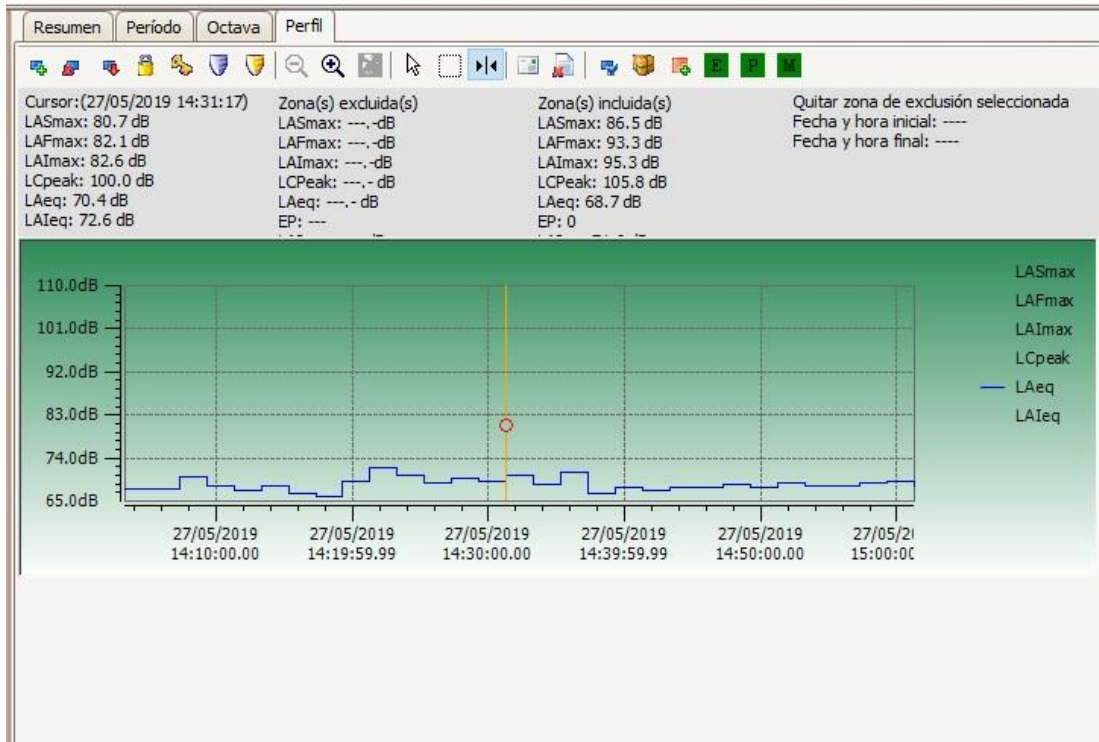 Resumen Período Octava Perfil
E P M
Cursor:(27/05/2019 14:31:17)
LASmax: 80.7 dB
LAFmax: 82.1 dB
LAImax: 82.6 dB
LCpeak: 100.0 dB
LAeq: 70.4 dB
LAIeq: 72.6 dB
Zona(s) excluida(s)
LASmax: ---.-dB
LAFmax: ---.-dB
LAImax: ---.-dB
LCPeak: ---.- dB
LAeq: ---.- dB
EP: ---
Zona(s) incluida(s)
LASmax: 86.5 dB
LAFmax: 93.3 dB
LAImax: 95.3 dB
LCPeak: 105.8 dB
LAeq: 68.7 dB
EP: 0
Quitar zona de exclusión seleccionada
Fecha y hora inicial: ----
Fecha y hora final: ----
110.0dB
101.0dB
92.0dB
83.0dB
74.0dB
65.0dB
27/05/2019 27/05/2019 27/05/2019 27/05/2019 27/05/2019 27/05/2
14:10:00.00 14:19:59.99 14:30:00.00 14:39:59.99 14:50:00.00 15:00:00
LASmax
LAFmax
LAImax
LCpeak
LAeq
LAIeq